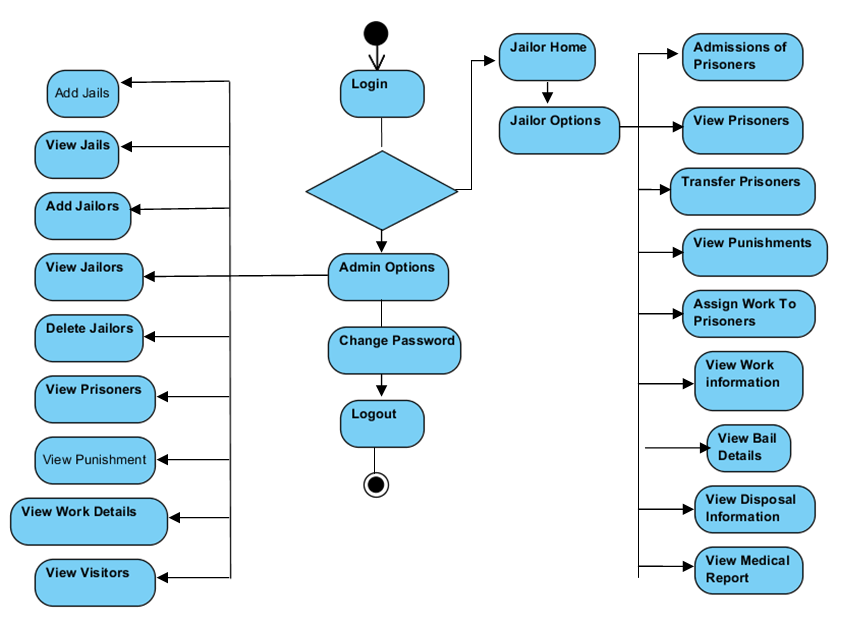 Login
Add Jails
View Jails
Add Jailors
View Jailors
Delete Jailors
View Prisoners
View Punishment
View Work Details
View Visitors
Admin Options
Change Password
Logout
Jailor Home
Jailor Options
Admissions of
Prisoners
View Prisoners
Transfer Prisoners
View Punishments
Assign Work To
Prisoners
View Work
information
View Bail
Details
View Disposal
Information
View Medical
Report